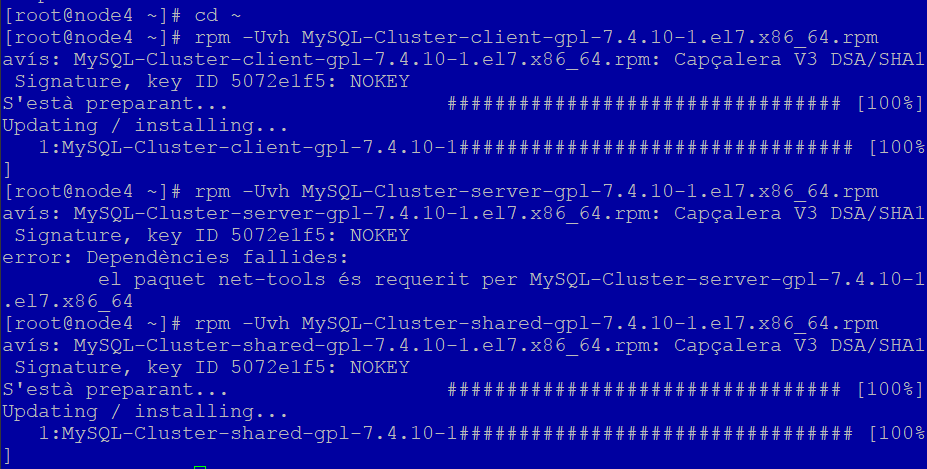 [root@node4 ~]# cd ~
[root@node4 ~]# rpm -Uvh MySQL-Cluster-client-gpl-7.4.10-1.el7.x86_64.rpm
avís: MySQL-Cluster-client-gpl-7.4.10-1.el7.x86_64.rpm: Capçalera V3 DSA/SHA1
 Signature, key ID 5072e1f5: NOKEY
S'està preparant...                  ################################# [100%]
Updating / installing...
   1:MySQL-Cluster-client-gpl-7.4.10-1################################# [100%
]
[root@node4 ~]# rpm -Uvh MySQL-Cluster-server-gpl-7.4.10-1.el7.x86_64.rpm
avís: MySQL-Cluster-server-gpl-7.4.10-1.el7.x86_64.rpm: Capçalera V3 DSA/SHA1
 Signature, key ID 5072e1f5: NOKEY
error: Dependències fallides:
        el paquet net-tools és requerit per MySQL-Cluster-server-gpl-7.4.10-1
.el7.x86_64
[root@node4 ~]# rpm -Uvh MySQL-Cluster-shared-gpl-7.4.10-1.el7.x86_64.rpm
avís: MySQL-Cluster-shared-gpl-7.4.10-1.el7.x86_64.rpm: Capçalera V3 DSA/SHA1
 Signature, key ID 5072e1f5: NOKEY
S'està preparant...                  ################################# [100%]
Updating / installing...
   1:MySQL-Cluster-shared-gpl-7.4.10-1################################# [100%
]